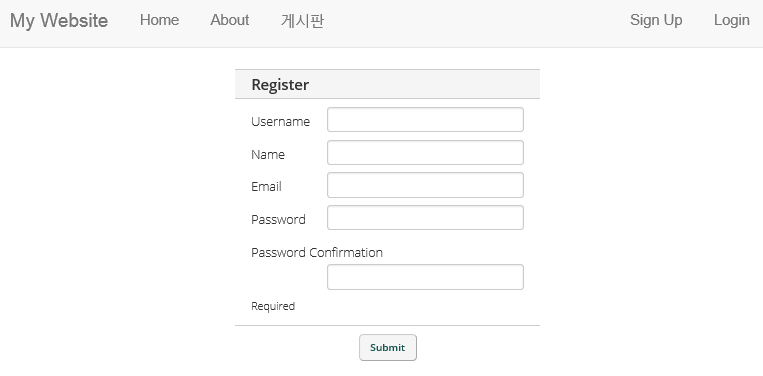 My Website Home About 게시판 Sign Up Login
Register
Username
Name
Email
Password
Password Confirmation
Required
Submit